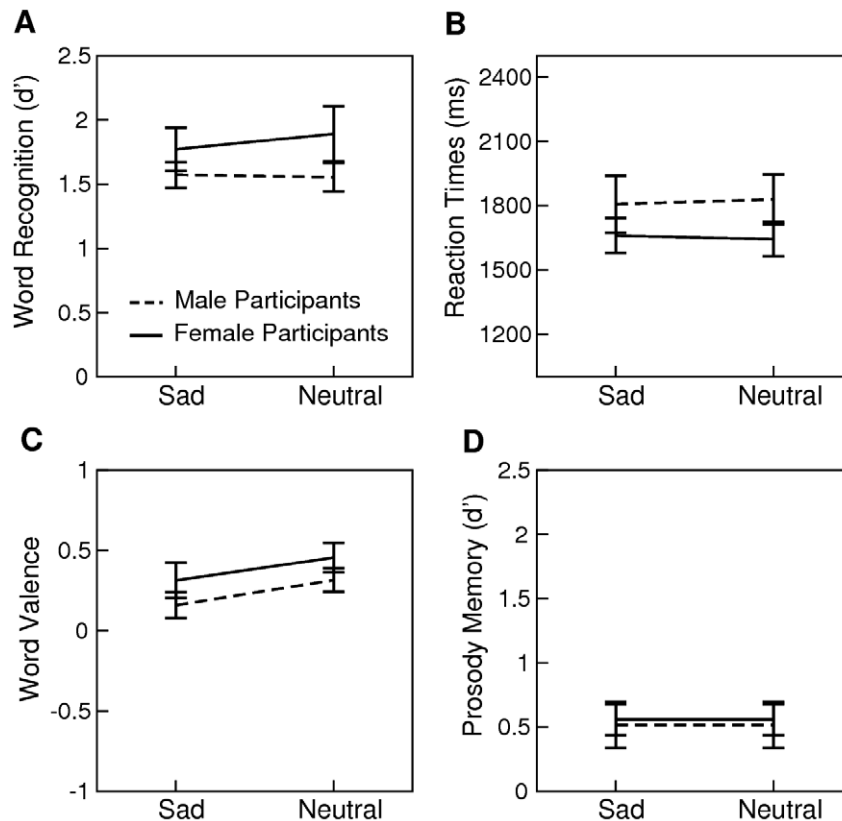 A
Word Recognition (d’)
2.5
2
1.5
1
0.5
0
Male Participants
Female Participants
Sad Neutral
B
Reaction Times (ms)
2400
2100
1800
1500
1200
Sad Neutral
C
Word Valence
1
0.5
0
-0.5
-1
Sad Neutral
D
Prosody Memory (d’)
2.5
2
1.5
1
0.5
0
Sad Neutral